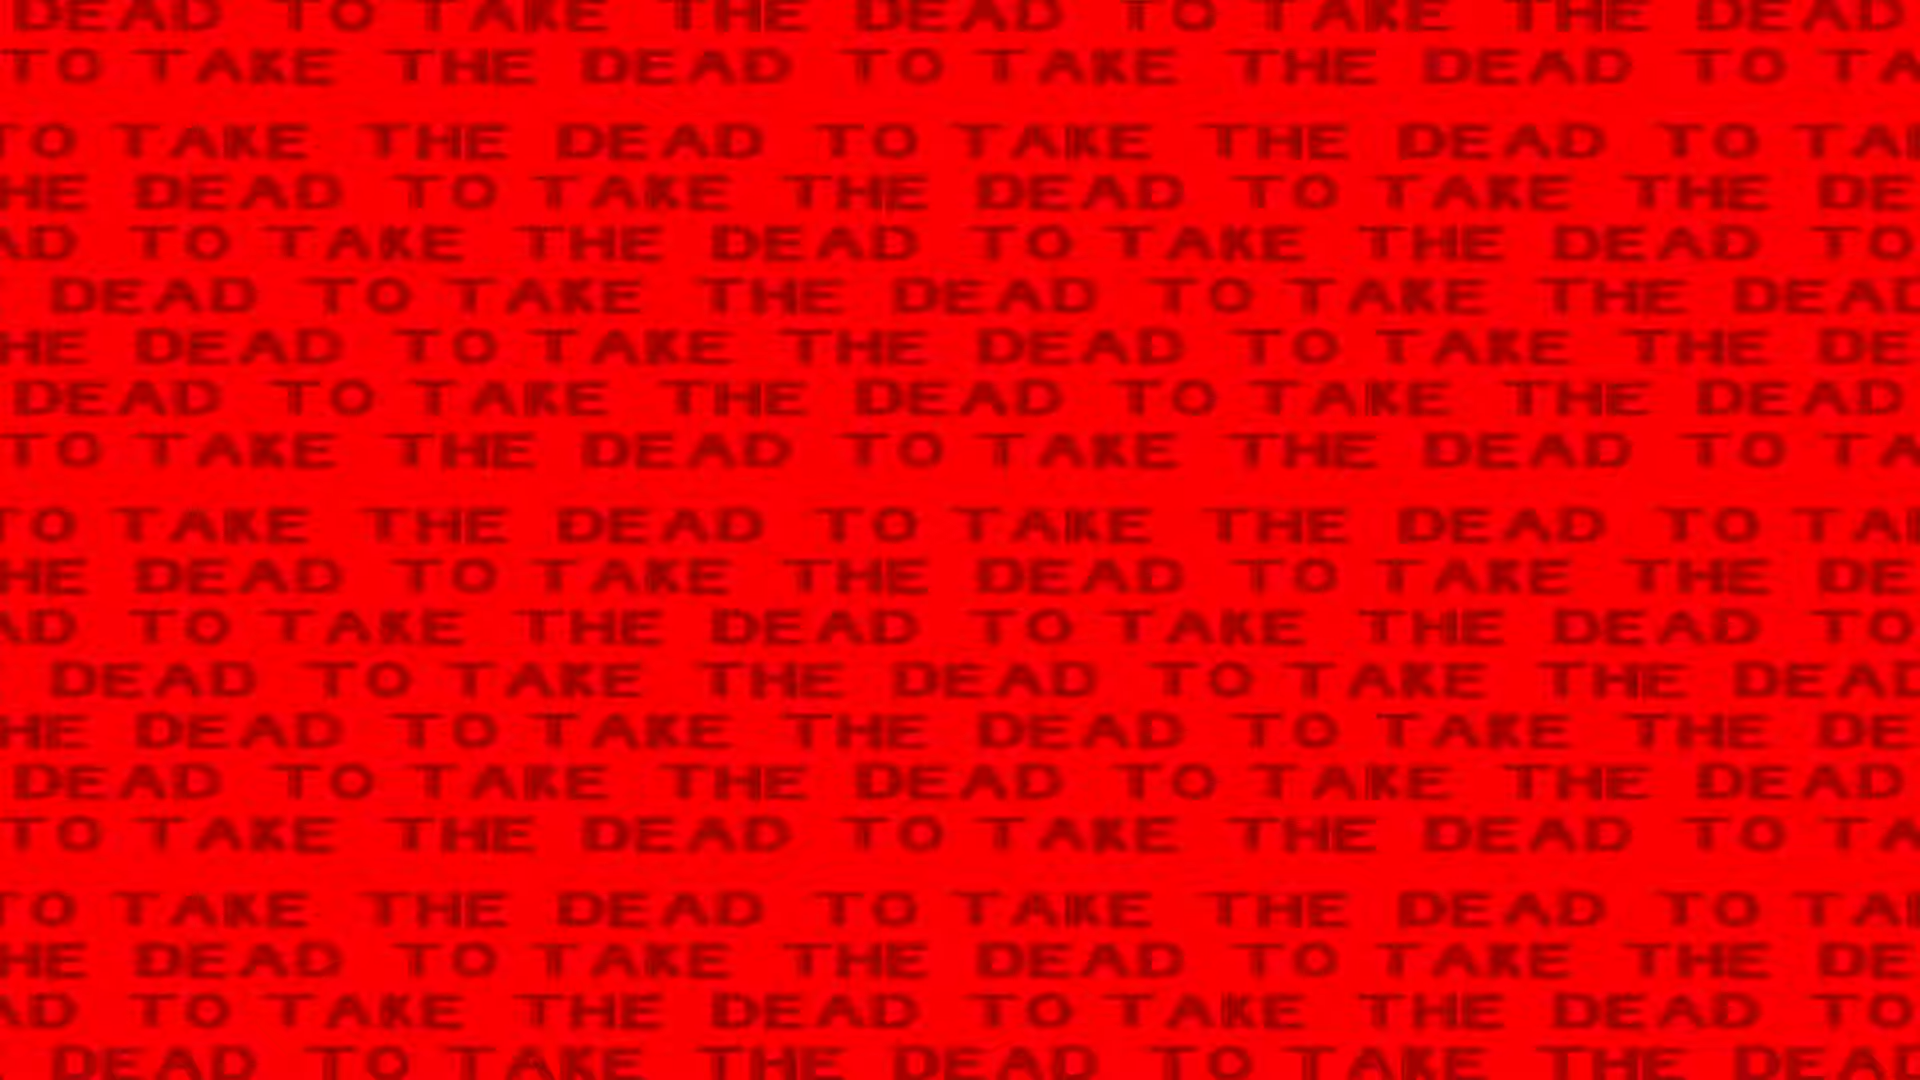 DEAD TO TAKE THE DEAD TO TAKE THE DEAD
TO TAKE THE DEAD TO TAKE THE DEAD TO TA
TO TAKE THE DEAD TO TAKE THE DEAD TO TAK
HE DEAD TO TAKE THE DEAD TO TAKE THE DE
AD TO TAKE THE DEAD TO TAKE THE DEAD TO
DEAD TO TAKE THE DEAD TO TAKE THE DEAD
HE DEAD TO TAKE THE DEAD TO TAKE THE DE
DEAD TO TAKE THE DEAD TO TAKE THE DEAD
TO TAKE THE DEAD TO TAKE THE DEAD TO TA
TO TAKE THE DEAD TO TAKE THE DEAD TO TAK
HE DEAD TO TAKE THE DEAD TO TAKE THE DE
AD TO TAKE THE DEAD TO TAKE THE DEAD TO
DEAD TO TAKE THE DEAD TO TAKE THE DEAD
HE DEAD TO TAKE THE DEAD TO TAKE THE DE
DEAD TO TAKE THE DEAD TO TAKE THE DEAD
TO TAKE THE DEAD TO TAKE THE DEAD TO TA
TO TAKE THE DEAD TO TAKE THE DEAD TO TAK
HE DEAD TO TAKE THE DEAD TO TAKE THE DE
AD TO TAKE THE DEAD TO TAKE THE DEAD TO
DEAD TO TAKE THE DEAD TO TAKE THE DEAD